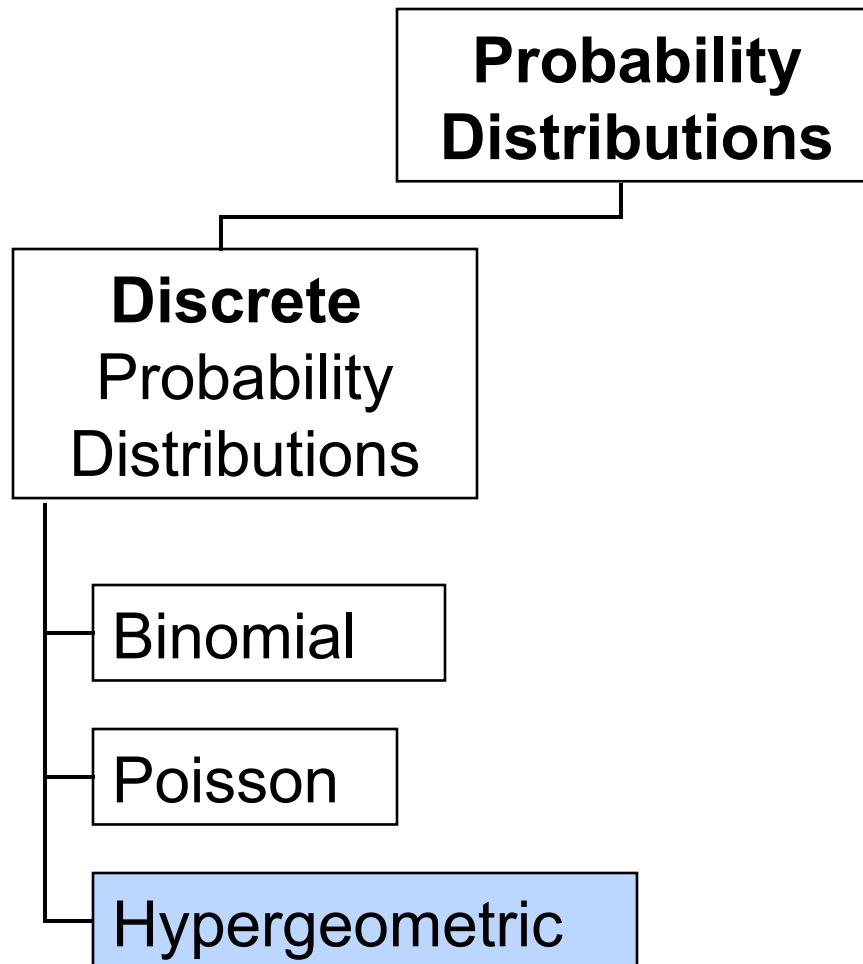 Probability
Distributions
Discrete
Probability
Distributions
Binomial
Poisson
Hypergeometric